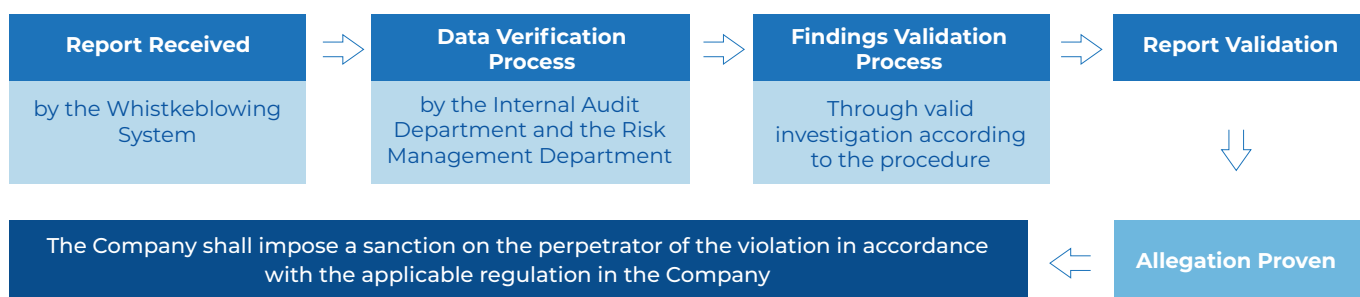 Report Received
by the Whistkeblowing
System
Data Verification
Process
by the Internal Audit
Department and the Risk
Management Department
Findings Validation
Process
Through valid
investigation according
to the procedure
Report Validation
Allegation Proven
The Company shall impose a sanction on the perpetrator of the violation in accordance
with the applicable regulation in the Company